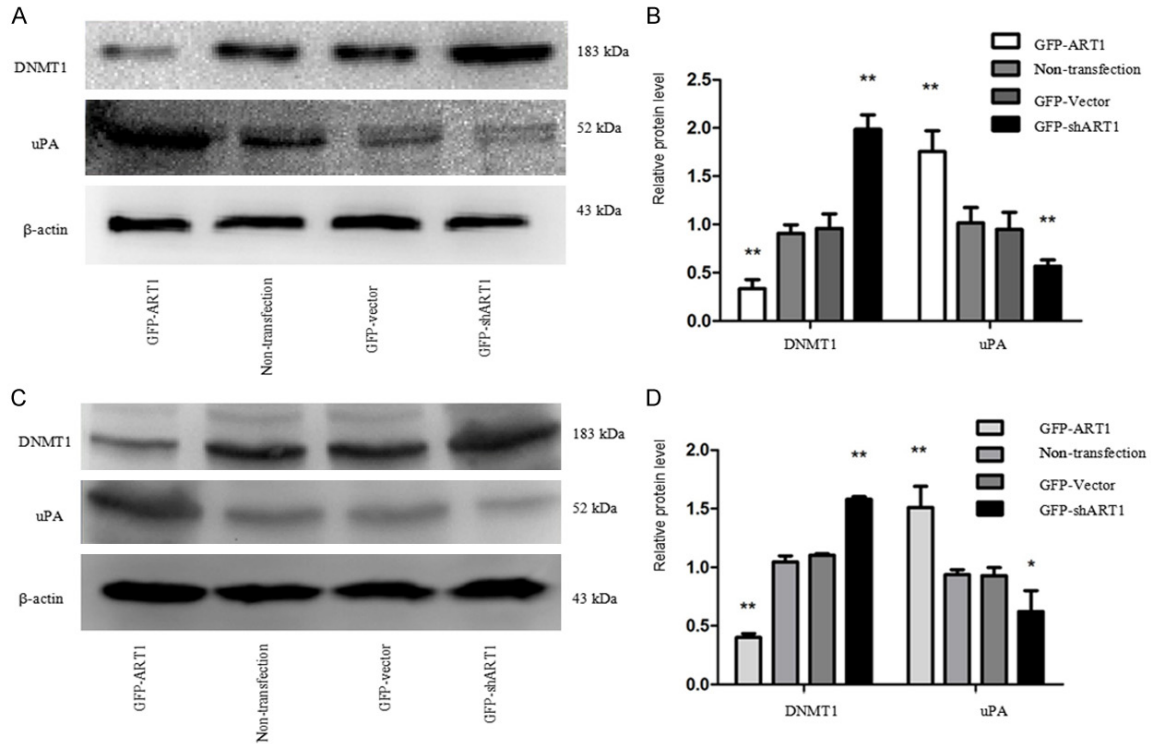 A
DNMT1
183 kDa
uPA
52 kDa
β-actin
43 kDa
GFP-ART1
Non-transfection
GFP-vector
GFP-shART1
B
GFP-ART1
Non-transfection
GFP-Vector
GFP-shART1
Relative protein level
2.5
2.0
1.5
1.0
0.5
0.0
**
**
**
**
DNMT1
uPA
C
DNMT1
183 kDa
uPA
52 kDa
β-actin
43 kDa
GFP-ART1
Non-transfection
GFP-vector
GFP-shART1
D
GFP-ART1
Non-transfection
GFP-Vector
GFP-shART1
Relative protein level
2.0
1.5
1.0
0.5
0.0
**
**
**
*
DNMT1
uPA